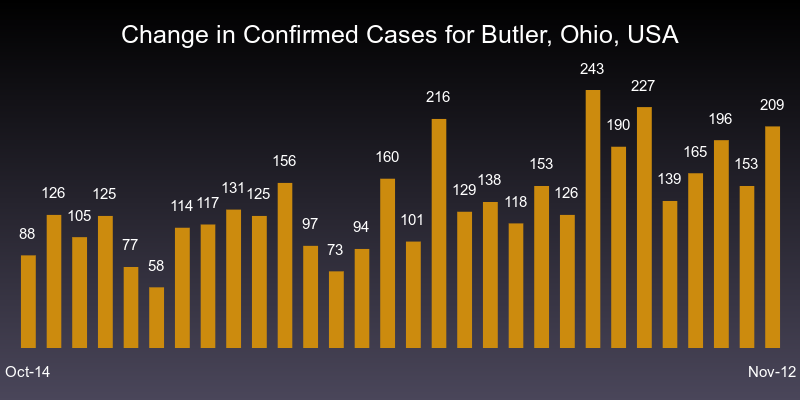 Change in Confirmed Cases for Butler, Ohio, USA
88 126 105 125 77 58 114 117 131 125 156 97 73 94 160 101 216 129 138 118 153 126 243 190 227 139 165 196 153 209
Oct-14 Nov-12